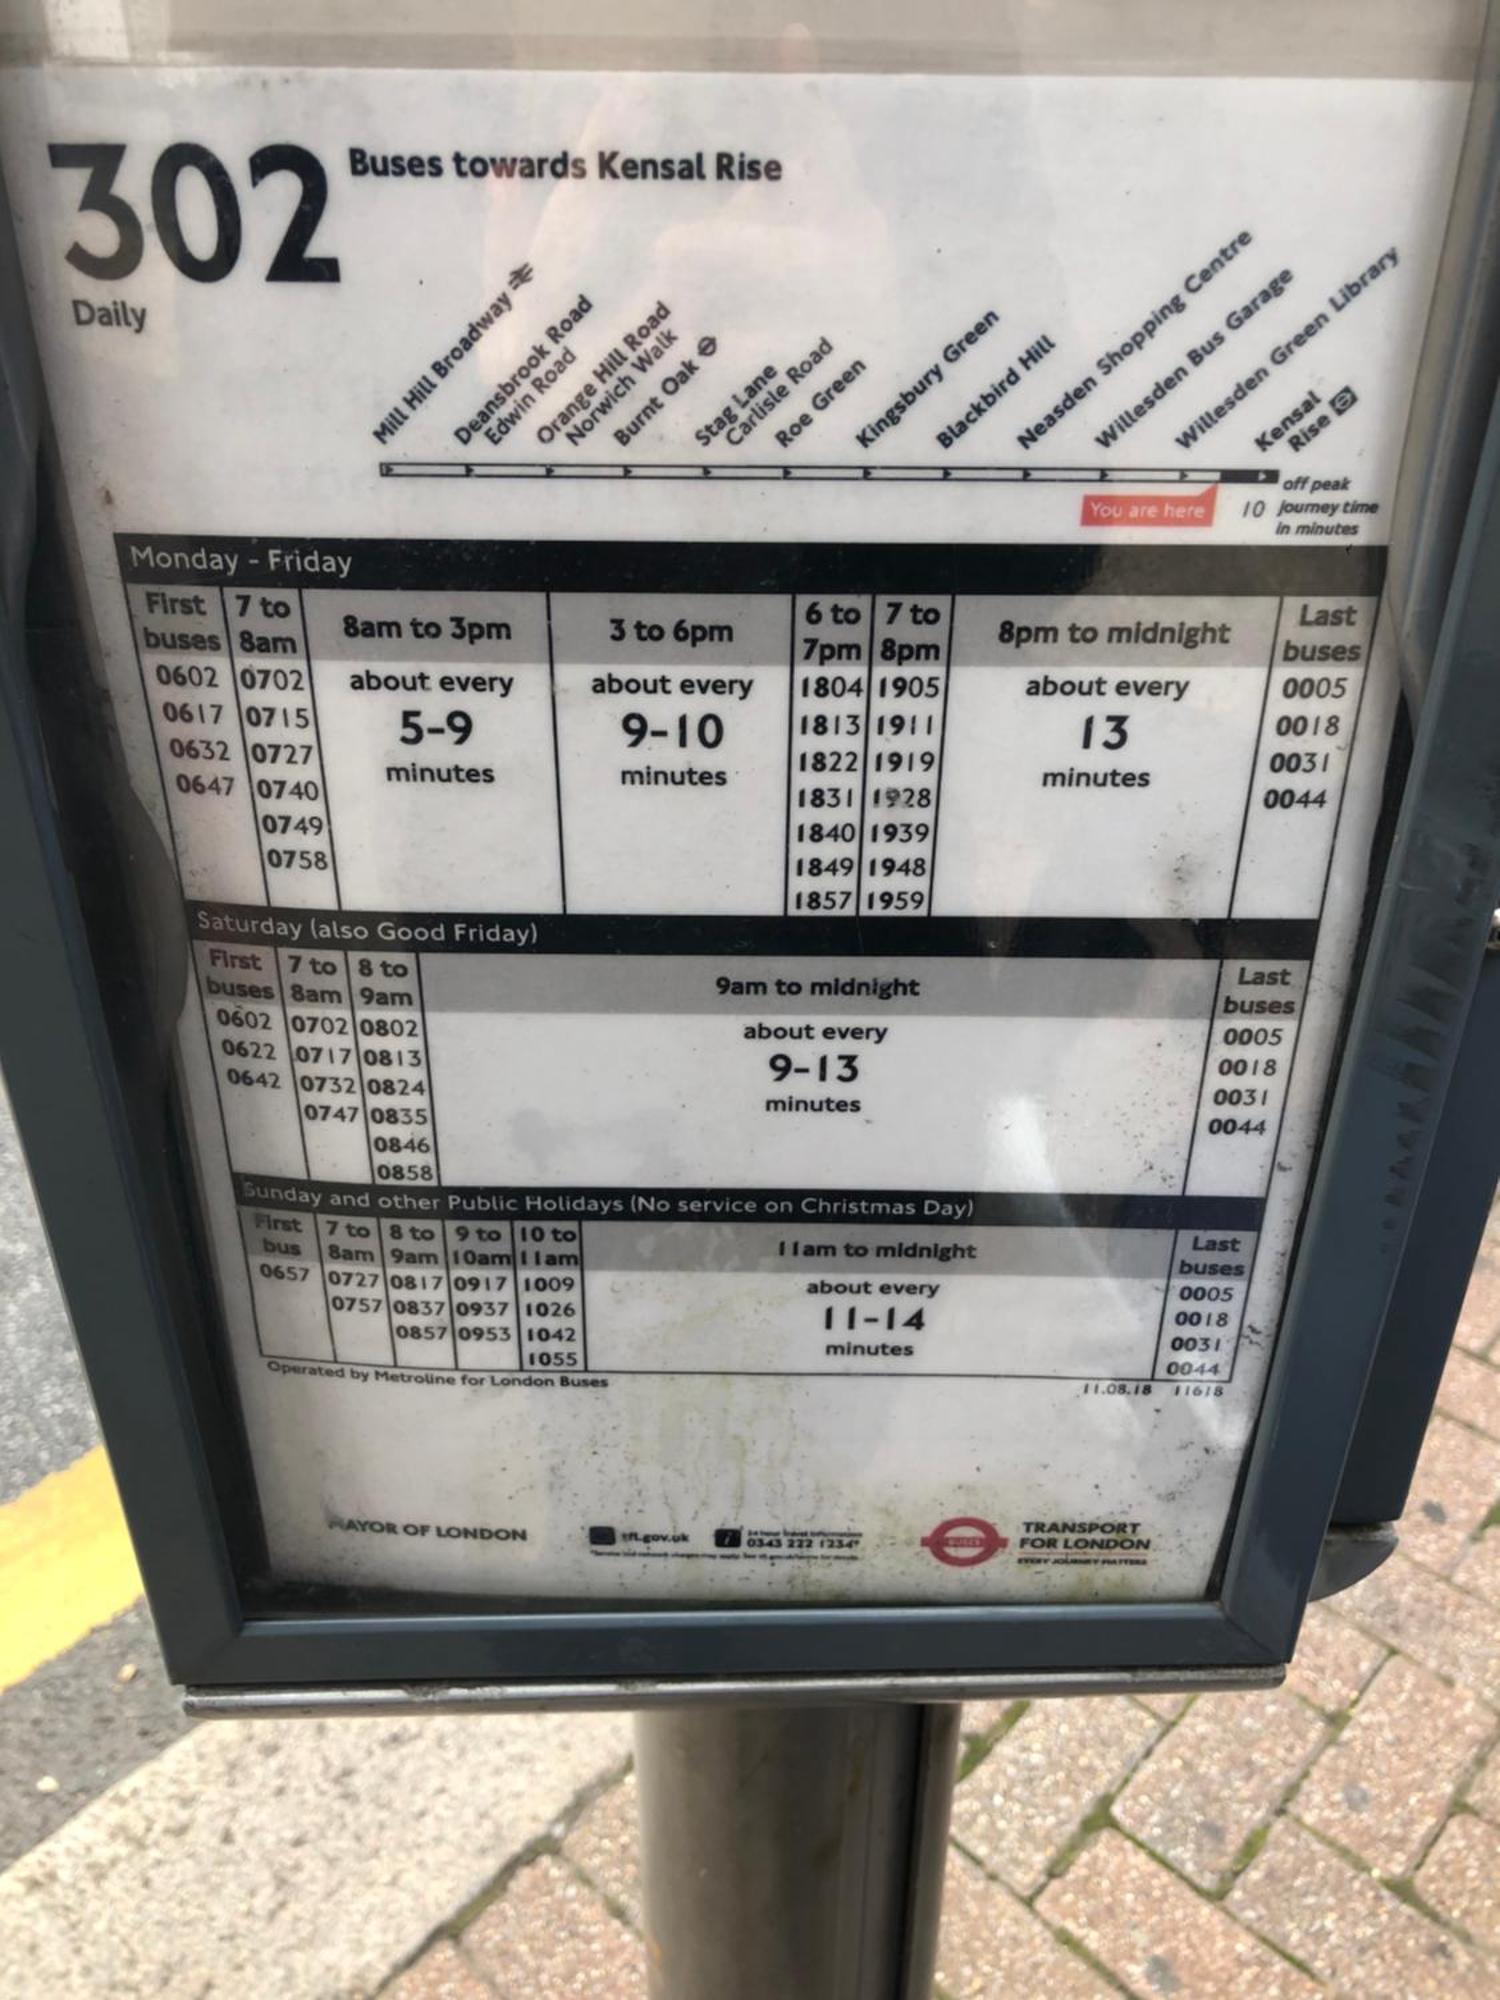 302 Buses towards Kensal Rise
Daily
Mill Hill Broadway
Deansbrook Road
Edwin Road
Orange Hill Road
Norwich Walk
Burnt Oak
Stag Lane
Carlisle Road
Roe Green
Kingsbury Green
Blackbird Hill
Neasden Shopping Centre
Willesden Bus Garage
Willesden Green Library
Kensal
Rise
You are here
10 off peak
journey time
in minutes
Monday - Friday
First buses | 7 to 8am | 8am to 3pm | 3 to 6pm | 6 to 7pm | 7 to 8pm | 8pm to midnight | Last buses
0602 0702 about every about every 1804 1905 about every 0005
0617 0715 5-9 9-10 1813 1911 13 0018
0632 0727 minutes minutes 1822 1919 minutes 0031
0647 0740 1831 1928 0044
0749 1840 1939
0758 1849 1948
1857 1959
Saturday (also Good Friday)
First buses | 7 to 8am | 8 to 9am | 9am to midnight | Last buses
0602 0702 0802 about every 0005
0622 0717 0813 9-13 0018
0642 0732 0824 minutes 0031
0747 0835 0044
0846
0858
Sunday and other Public Holidays (No service on Christmas Day)
First bus | 7 to 8am | 8 to 9am | 9 to 10am | 10 to 11am | 11am to midnight | Last buses
0657 0727 0817 0917 1009 about every 0005
0757 0837 0937 1026 11-14 0018
0857 0953 1042 minutes 0031
1055 0044
Operated by Metroline for London Buses
11.08.18 11618
MAYOR OF LONDON
tfl.gov.uk
24 hour travel information
0343 222 1234*
BUSES
TRANSPORT
FOR LONDON
EVERY JOURNEY MATTERS